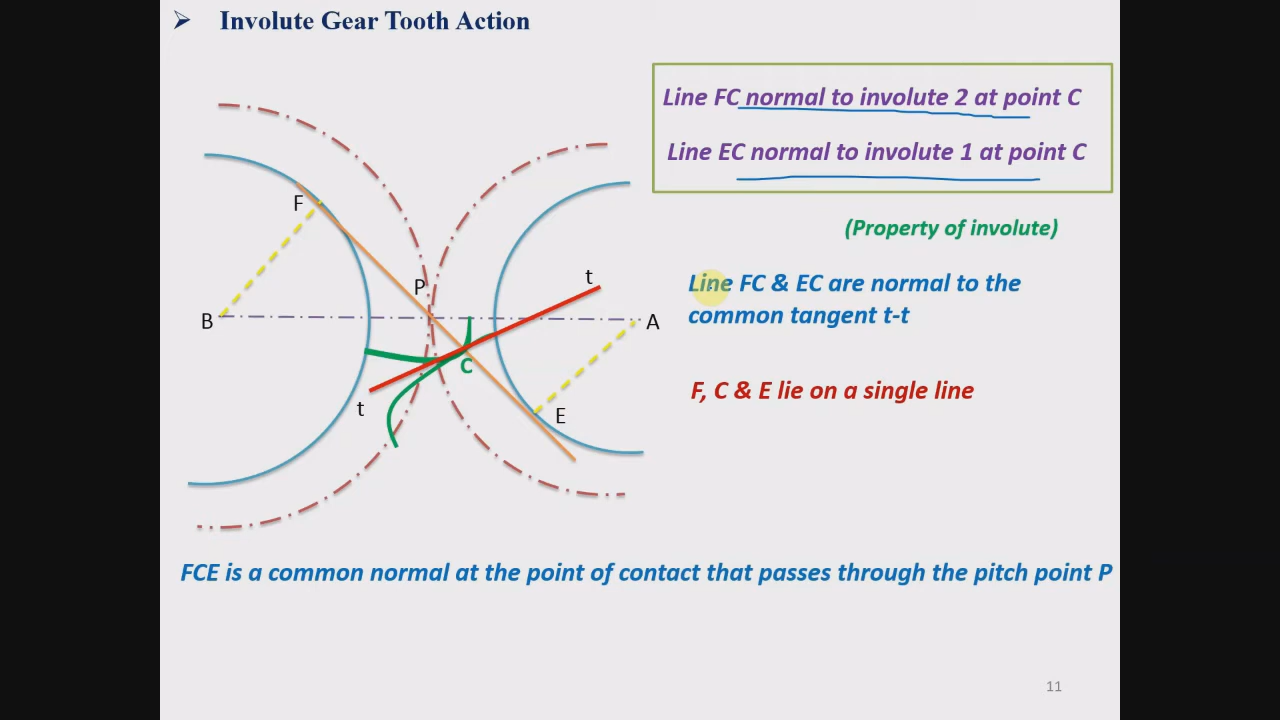 Involute Gear Tooth Action
Line FC normal to involute 2 at point C
Line EC normal to involute 1 at point C
(Property of involute)
F
t
P
Line FC & EC are normal to the
common tangent t-t
B
A
C
F, C & E lie on a single line
t
E
FCE is a common normal at the point of contact that passes through the pitch point P
11